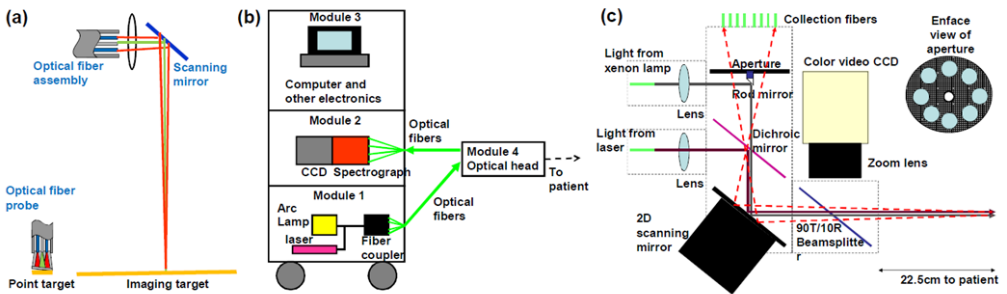 (a)
Optical fiber
assembly
Scanning
mirror
Optical fiber
probe
Point target
Imaging target
(b)
Module 3
Computer and
other electronics
Module 2
CCD Spectrograph
Optical
fibers
Module 4
Optical head
To
patient
Optical
fibers
Module 1
Arc
Lamp
laser
Fiber
coupler
(c)
Collection fibers
Light from
xenon lamp
Aperture
Rod mirror
Lens
Color video CCD
Enface
view of
aperture
Light from
laser
Dichroic
mirror
Lens
Zoom lens
2D
scanning
mirror
90T/10R
Beamsplitte
r
22.5cm to patient